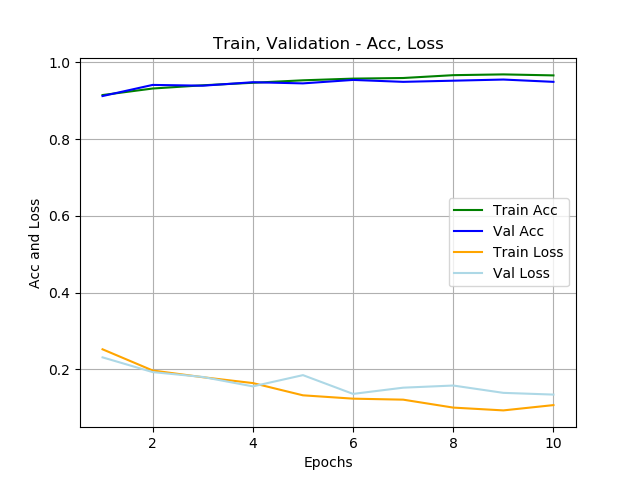 Train, Validation - Acc, Loss
1.0
0.8
0.6
0.4
0.2
Acc and Loss
Train Acc
Val Acc
Train Loss
Val Loss
2 4 6 8 10
Epochs